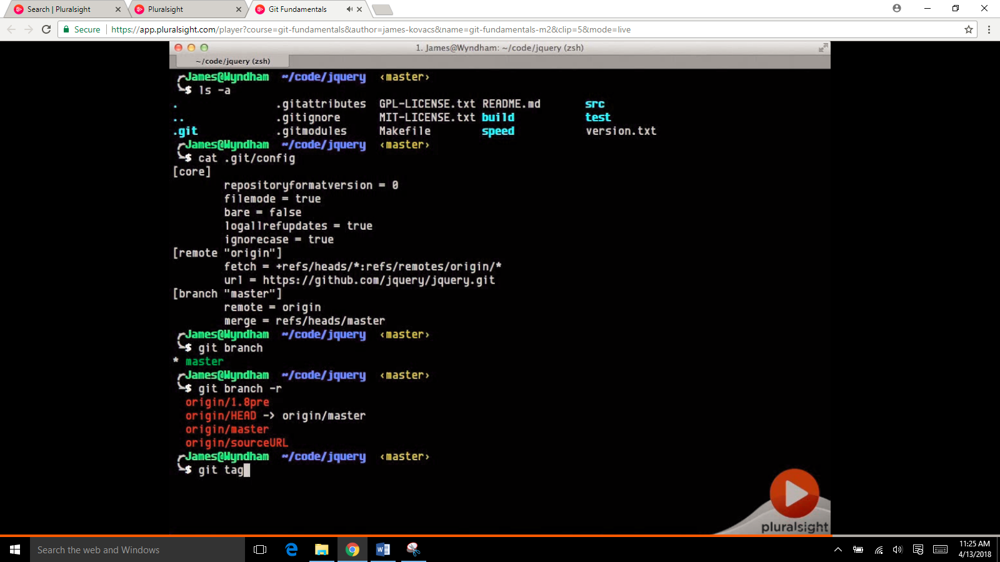 Search | Pluralsight
Pluralsight
Git Fundamentals
Secure
https://app.pluralsight.com/player?course=git-fundamentals&author=james-kovacs&name=git-fundamentals-m2&clip=5&mode=live
1. James@Wyndham: ~/code/jquery (zsh)
~/code/jquery (zsh)
James@Wyndham ~/code/jquery ‹master›
$ ls -a
. .gitattributes GPL-LICENSE.txt README.md src
.. .gitignore MIT-LICENSE.txt build test
.git .gitmodules Makefile speed version.txt
James@Wyndham ~/code/jquery ‹master›
$ cat .git/config
[core]
repositoryformatversion = 0
filemode = true
bare = false
logallrefupdates = true
ignorecase = true
[remote "origin"]
fetch = +refs/heads/*:refs/remotes/origin/*
url = https://github.com/jquery/jquery.git
[branch "master"]
remote = origin
merge = refs/heads/master
James@Wyndham ~/code/jquery ‹master›
$ git branch
* master
James@Wyndham ~/code/jquery ‹master›
$ git branch -r
origin/1.8pre
origin/HEAD -> origin/master
origin/master
origin/sourceURL
James@Wyndham ~/code/jquery ‹master›
$ git tag
pluralsight
Search the web and Windows
11:25 AM
4/13/2018